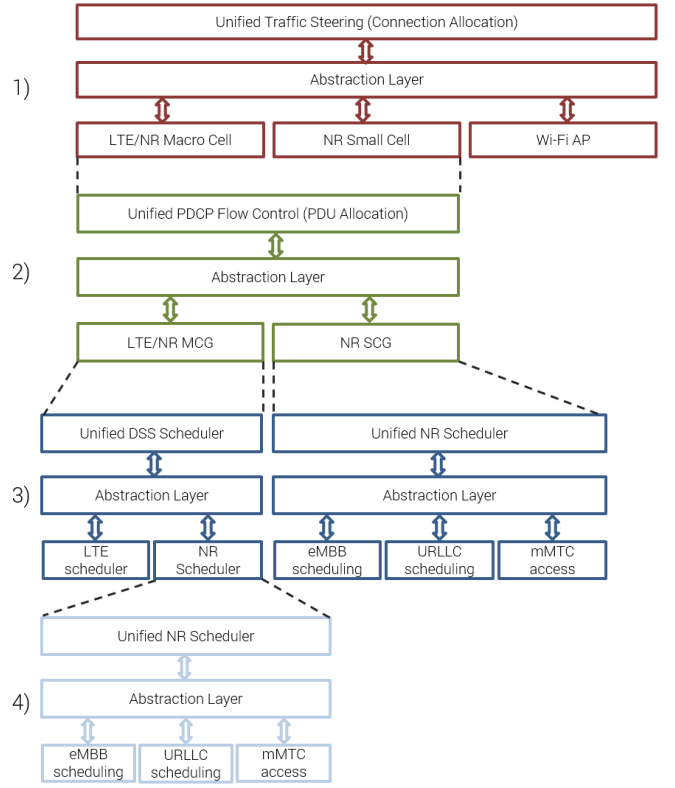 Unified Traffic Steering (Connection Allocation)
1)
Abstraction Layer
LTE/NR Macro Cell
NR Small Cell
Wi-Fi AP
Unified PDCP Flow Control (PDU Allocation)
2)
Abstraction Layer
LTE/NR MCG
NR SCG
Unified DSS Scheduler
Unified NR Scheduler
3)
Abstraction Layer
Abstraction Layer
LTE
scheduler
NR
Scheduler
eMBB
scheduling
URLLC
scheduling
mMTC
access
Unified NR Scheduler
4)
Abstraction Layer
eMBB
scheduling
URLLC
scheduling
mMTC
access